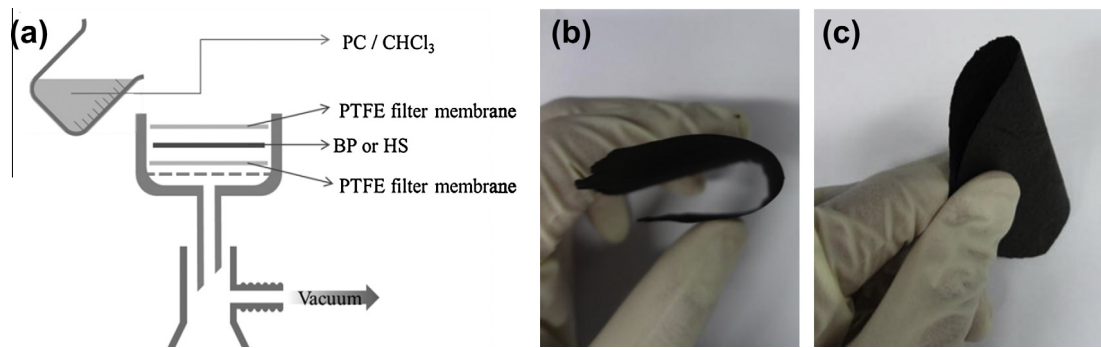 (a)
PC / CHCl₃
PTFE filter membrane
BP or HS
PTFE filter membrane
Vacuum
(b)
(c)